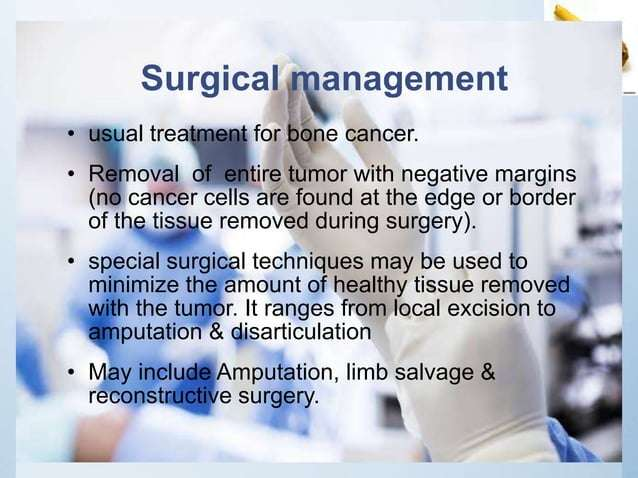 Surgical management
• usual treatment for bone cancer.
• Removal of entire tumor with negative margins
(no cancer cells are found at the edge or border
of the tissue removed during surgery).
• special surgical techniques may be used to
minimize the amount of healthy tissue removed
with the tumor. It ranges from local excision to
amputation & disarticulation
• May include Amputation, limb salvage &
reconstructive surgery.